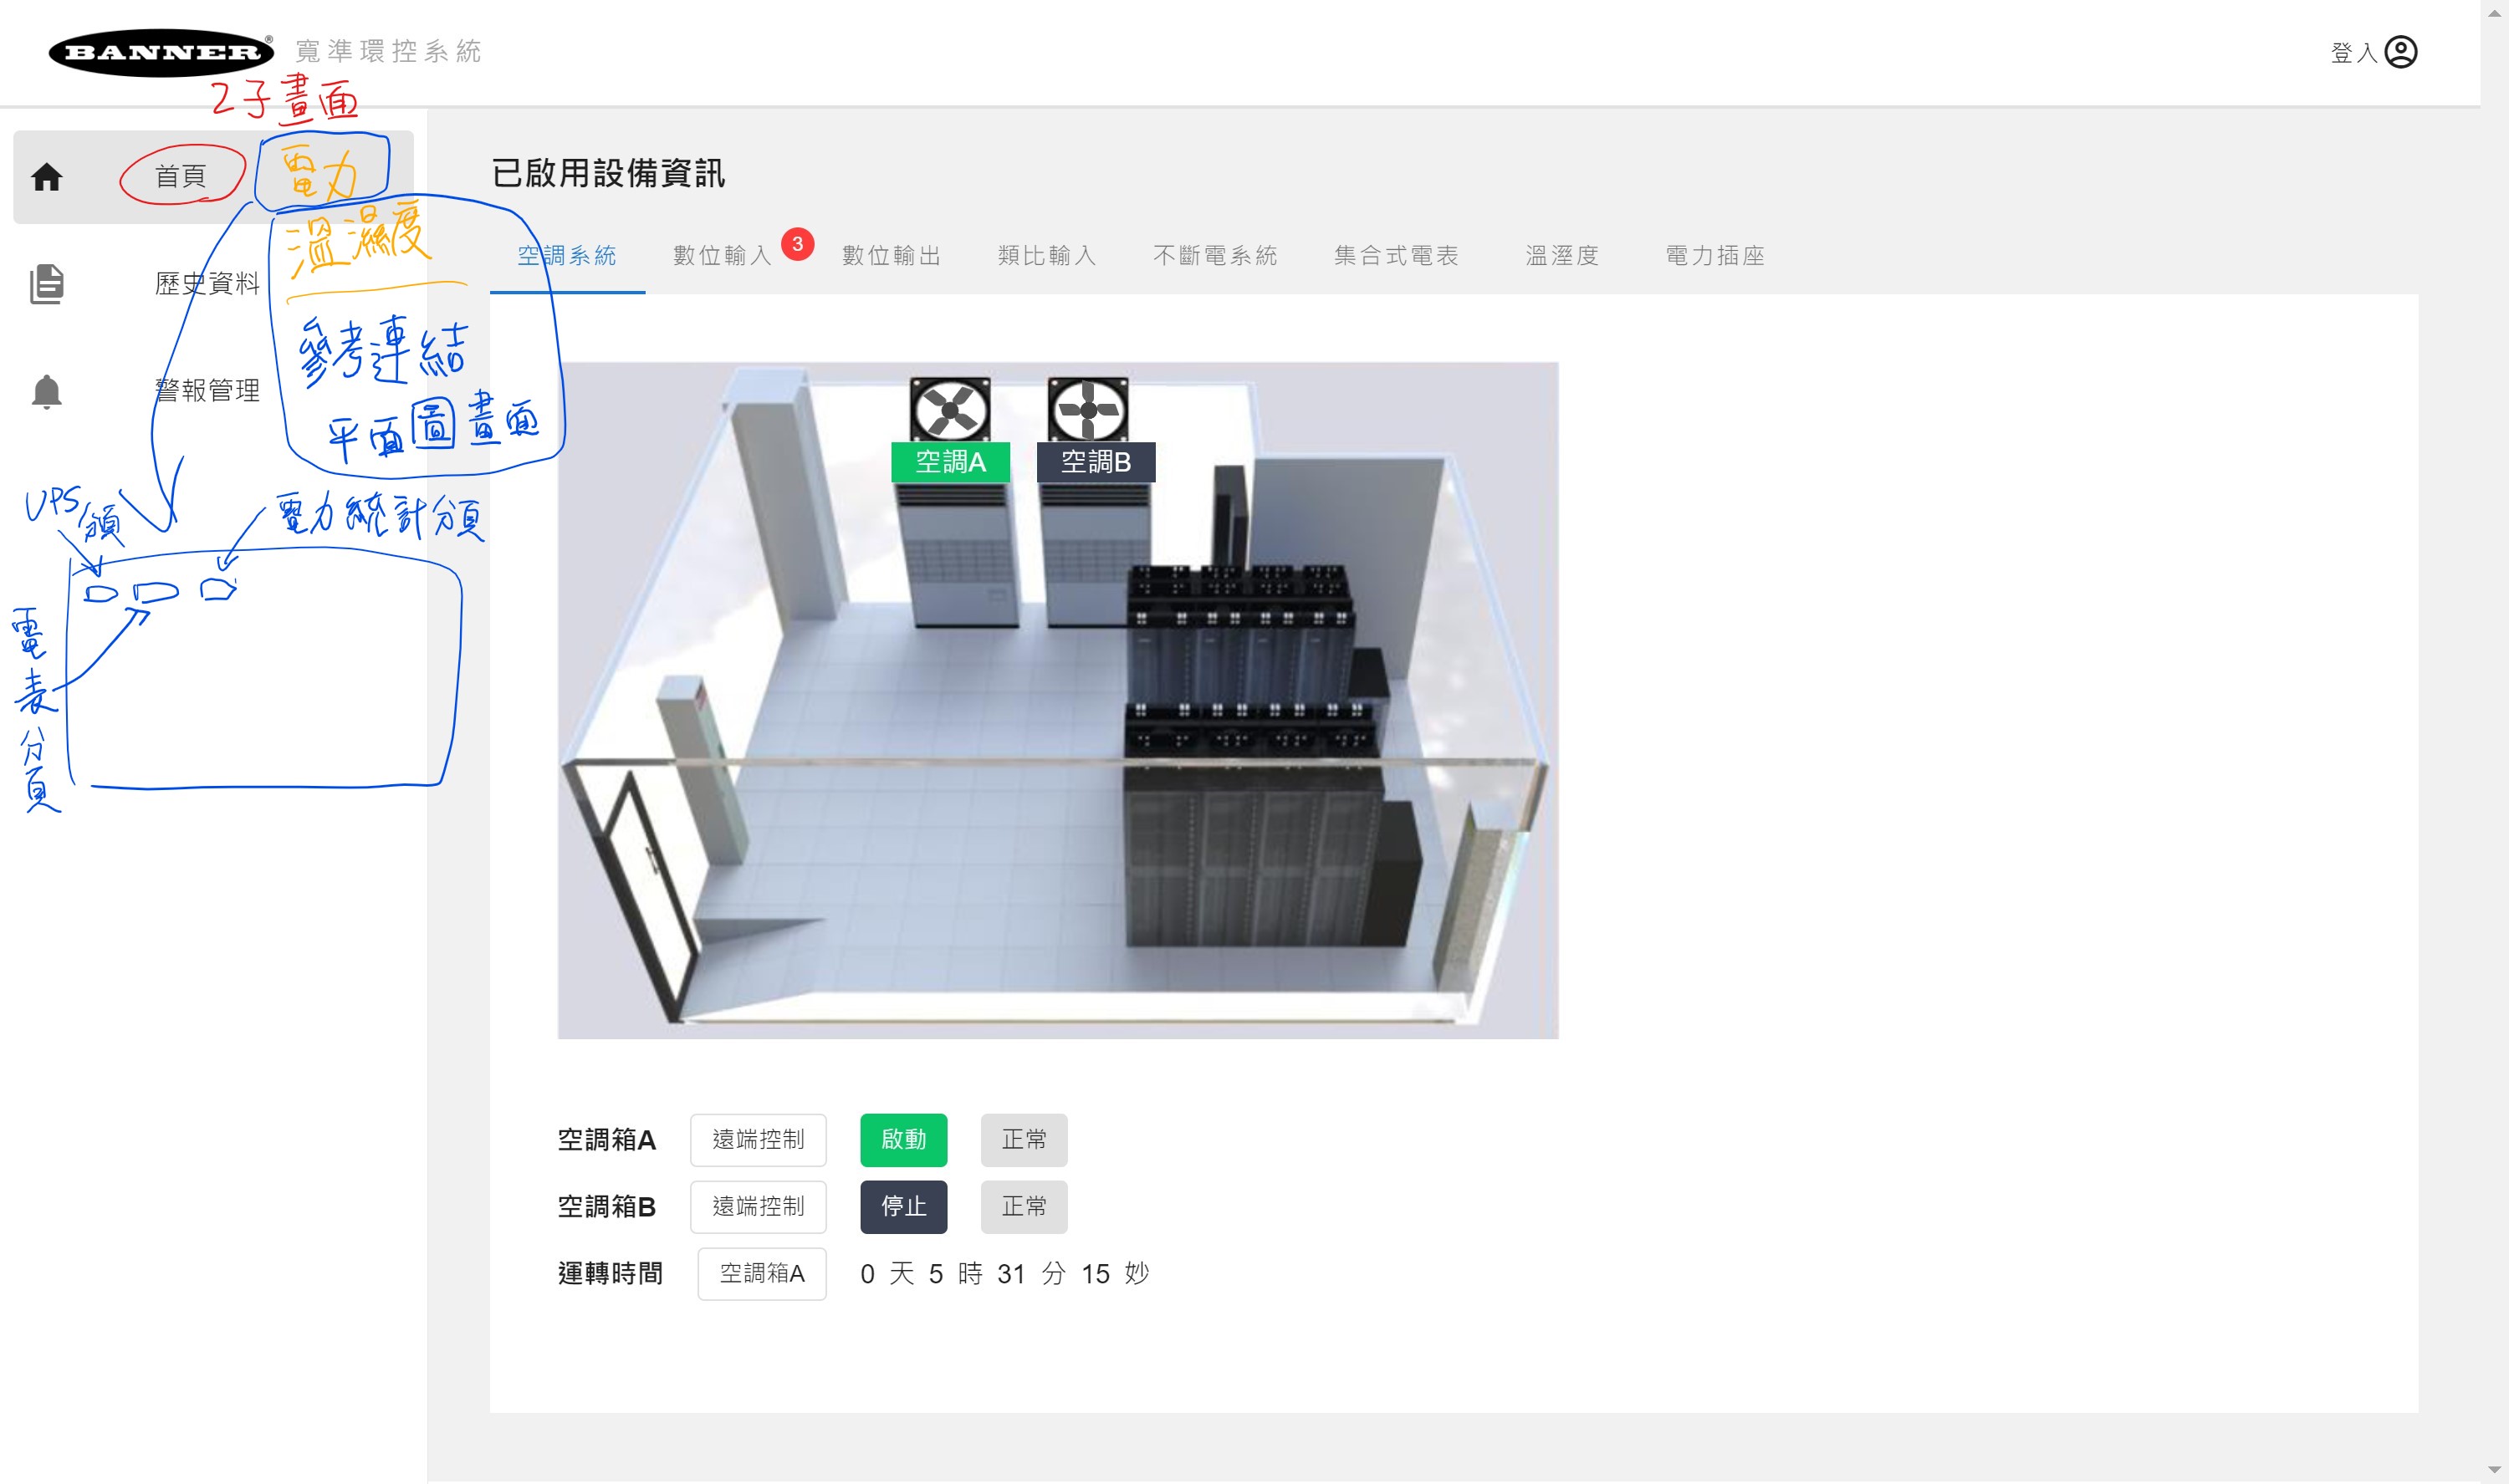 BANNER® 寬準環控系統
登入
2子畫面
首頁
電力
溫濕度
歷史資料
參考連結
警報管理
平面圖畫面
UPS分頁
電力統計分頁
電表分頁
已啟用設備資訊
空調系統 數位輸入 3 數位輸出 類比輸入 不斷電系統 集合式電表 溫溼度 電力插座
空調A 空調B
空調箱A 遠端控制 啟動 正常
空調箱B 遠端控制 停止 正常
運轉時間 空調箱A 0 天 5 時 31 分 15 妙